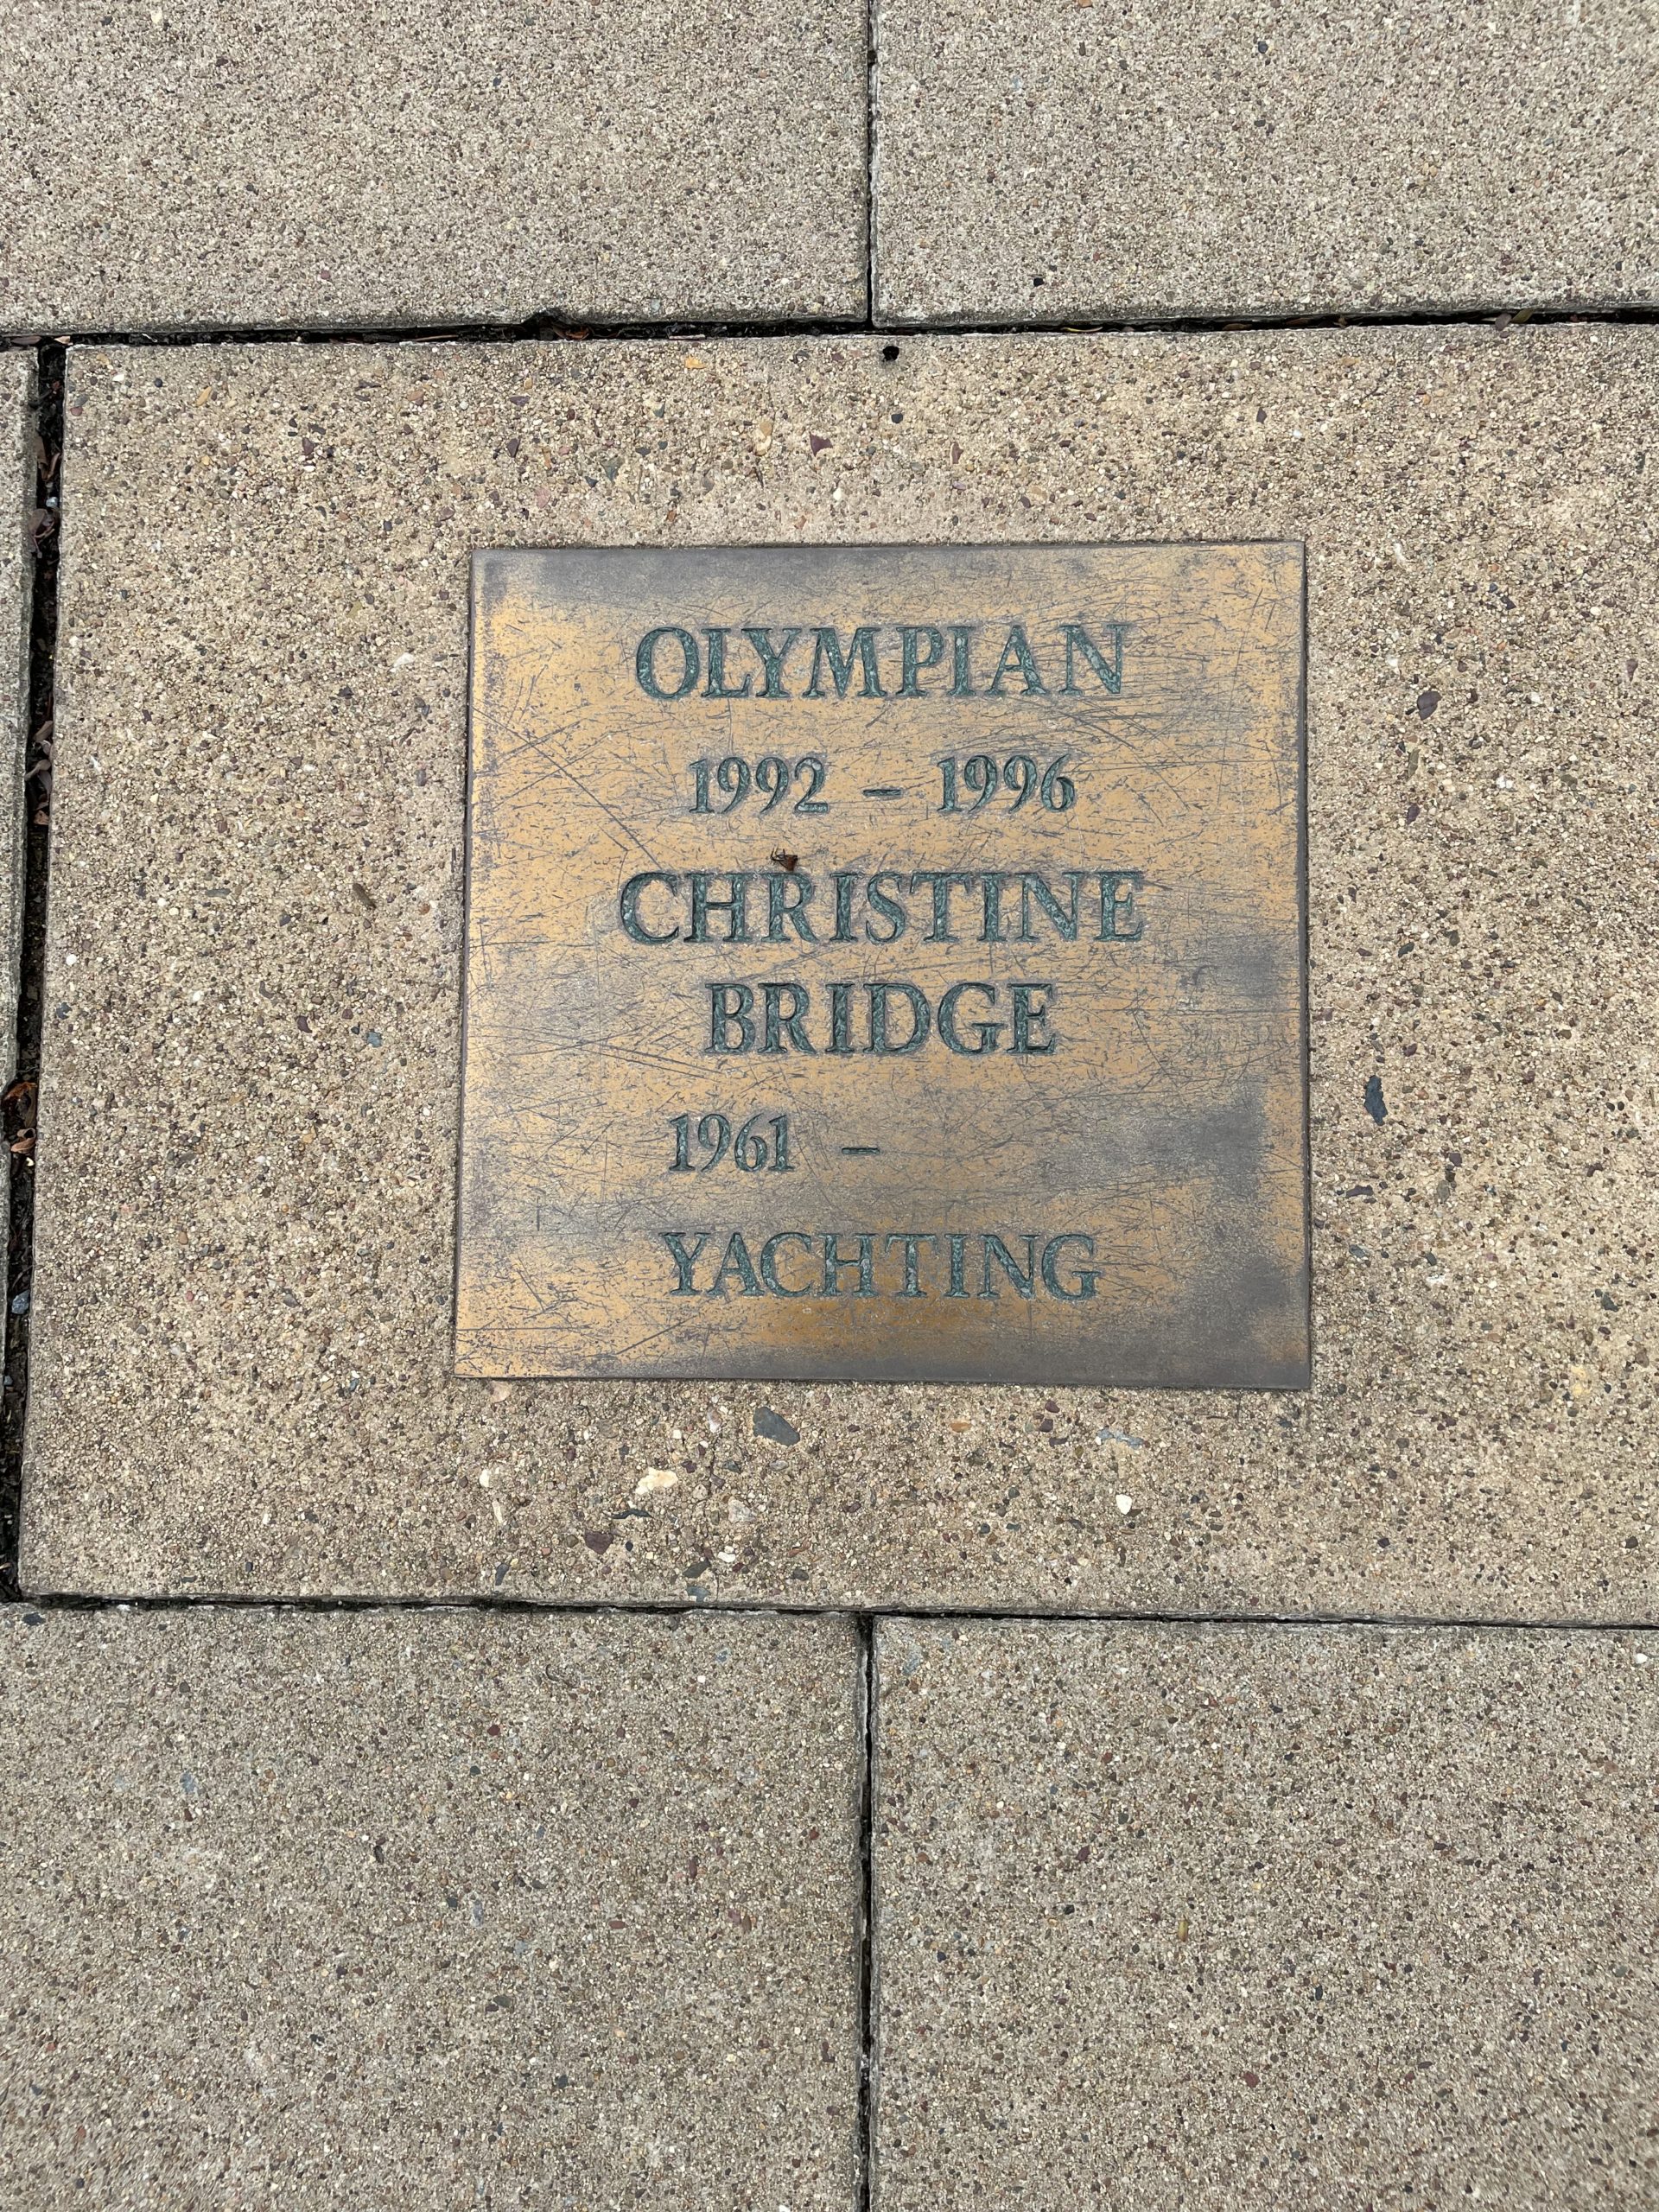 OLYMPIAN
1992 – 1996
CHRISTINE
BRIDGE
1961 –
YACHTING